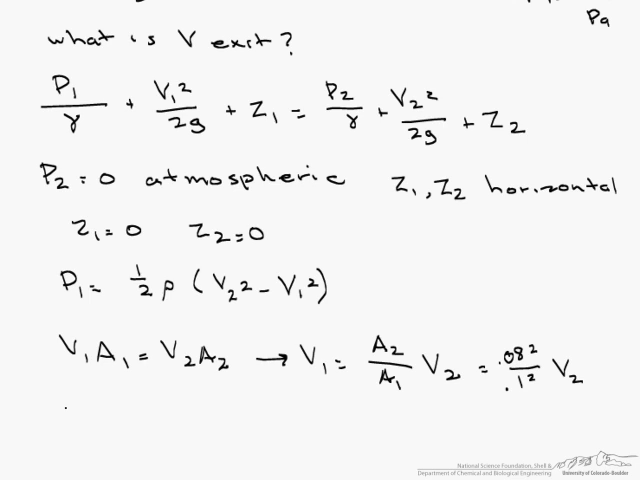 Pa
what is V exit?
P₁/γ + V₁²/2g + Z₁ = P₂/γ + V₂²/2g + Z₂
P₂ = 0 atmospheric Z₁, Z₂ horizontal
Z₁ = 0 Z₂ = 0
P₁ = 1/2 ρ (V₂² - V₁²)
V₁A₁ = V₂A₂ → V₁ = A₂/A₁ V₂ = .08²/.1² V₂
National Science Foundation, Shell &
Department of Chemical and Biological Engineering
University of Colorado-Boulder